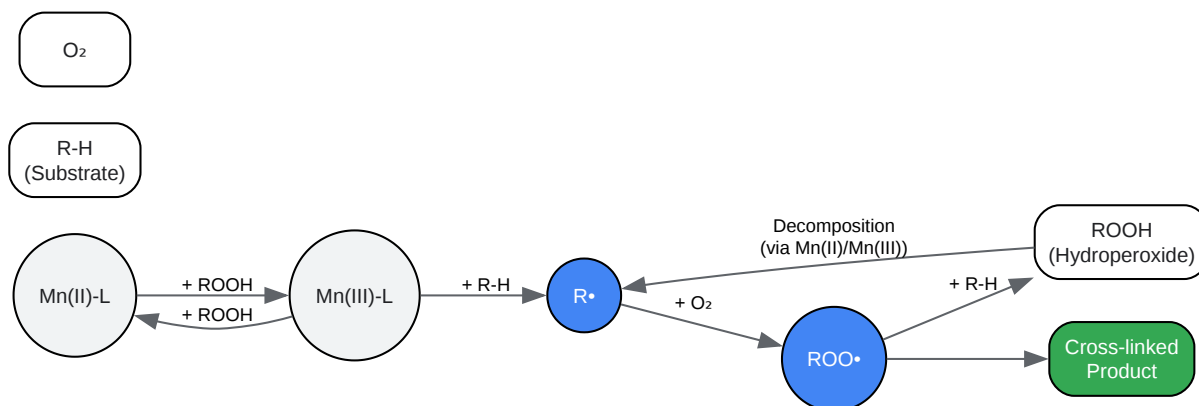 O₂
R-H
(Substrate)
Mn(II)-L
+ ROOH
+ ROOH
Mn(III)-L
+ R-H
R•
+ O₂
Decomposition
(via Mn(II)/Mn(III))
ROO•
+ R-H
ROOH
(Hydroperoxide)
Cross-linked
Product